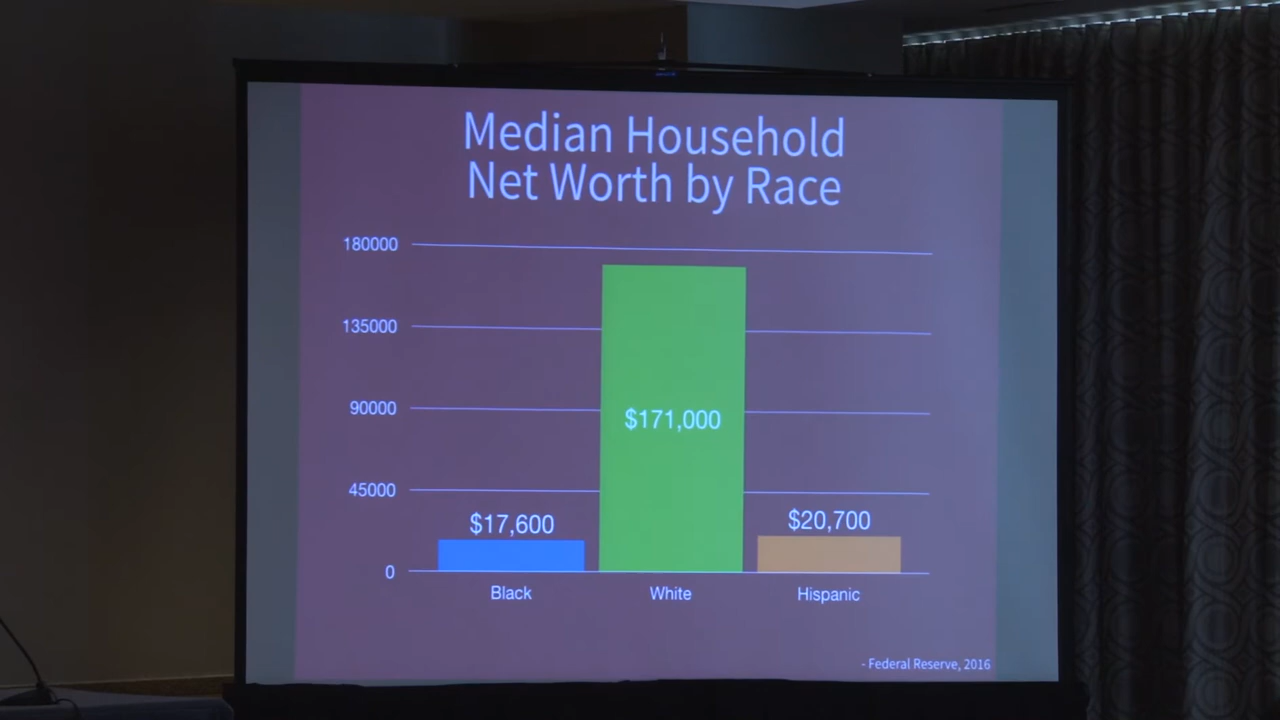 Median Household
Net Worth by Race
180000
135000
90000
45000
0
$171,000
$17,600
$20,700
Black
White
Hispanic
- Federal Reserve, 2016